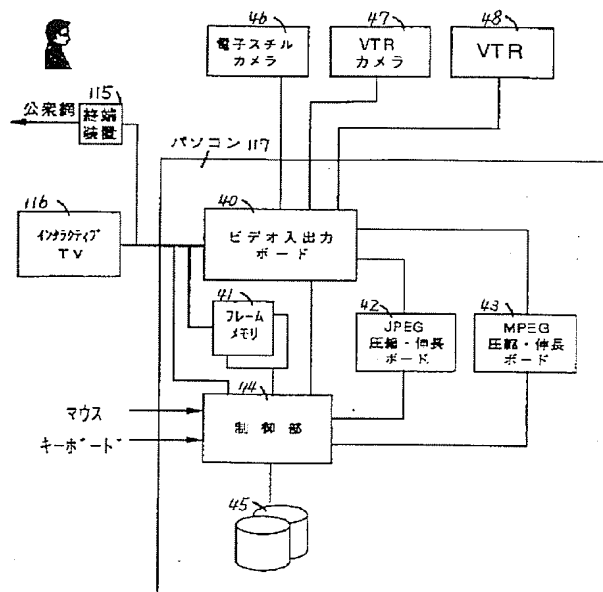 46
電子スチル
カメラ
47
VTR
カメラ
48
VTR
115
公衆網
終端
装置
パソコン 117
116
インタラクティブ
TV
40
ビデオ入出力
ボード
41
フレーム
メモリ
42
JPEG
圧縮・伸長
ボード
43
MPEG
圧縮・伸長
ボード
44
制御部
マウス
キーボード
45